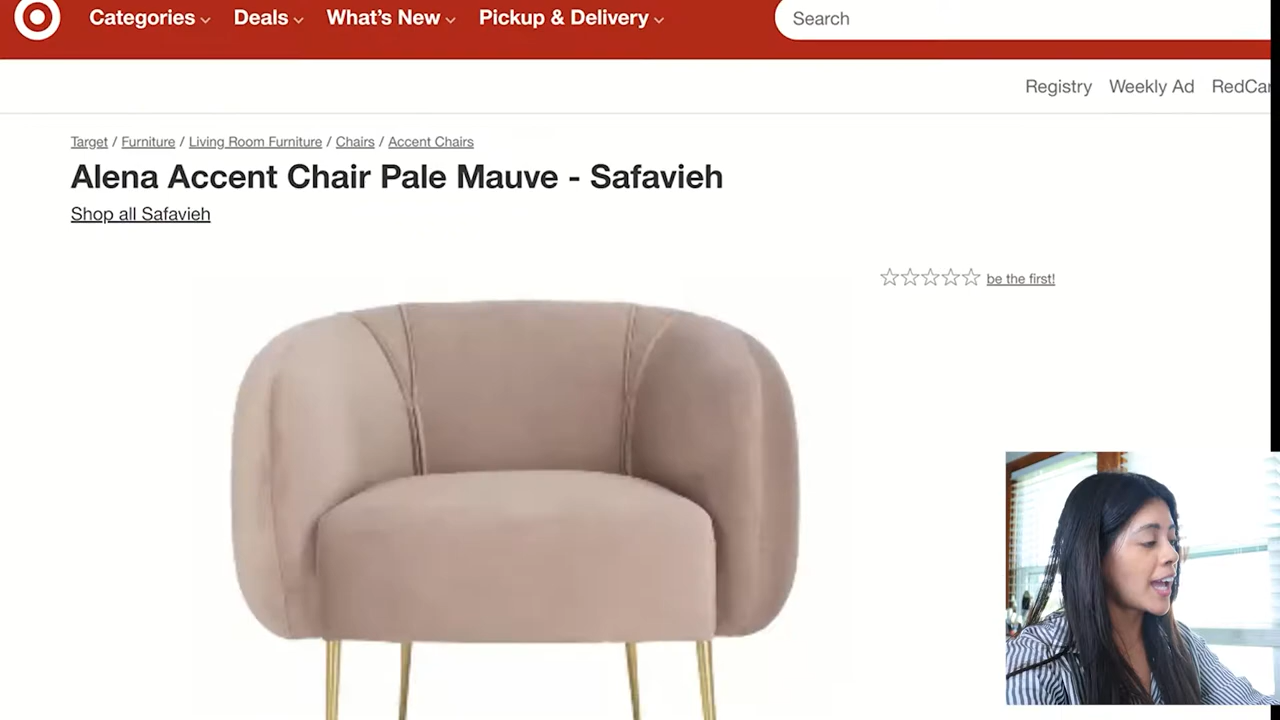 Categories Deals What's New Pickup & Delivery Search
Registry Weekly Ad RedCar
Target / Furniture / Living Room Furniture / Chairs / Accent Chairs
Alena Accent Chair Pale Mauve - Safavieh
Shop all Safavieh
be the first!